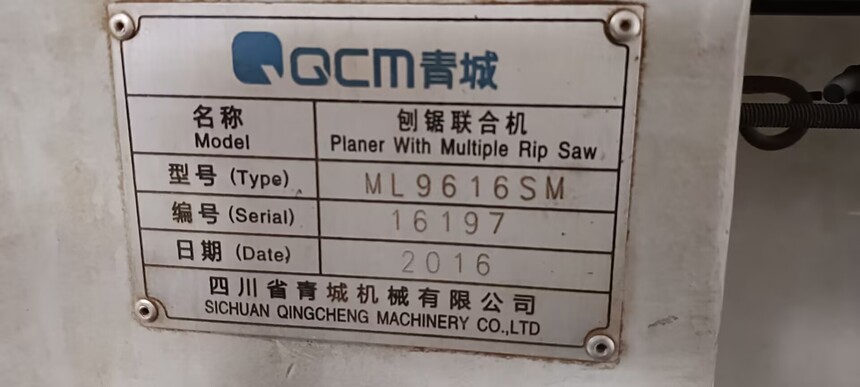 QCM青城
名称 刨锯联合机
Model Planer With Multiple Rip Saw
型号 (Type) ML9616SM
编号 (Serial) 16197
日期 (Date) 2016
四川省青城机械有限公司
SICHUAN QINGCHENG MACHINERY CO.,LTD